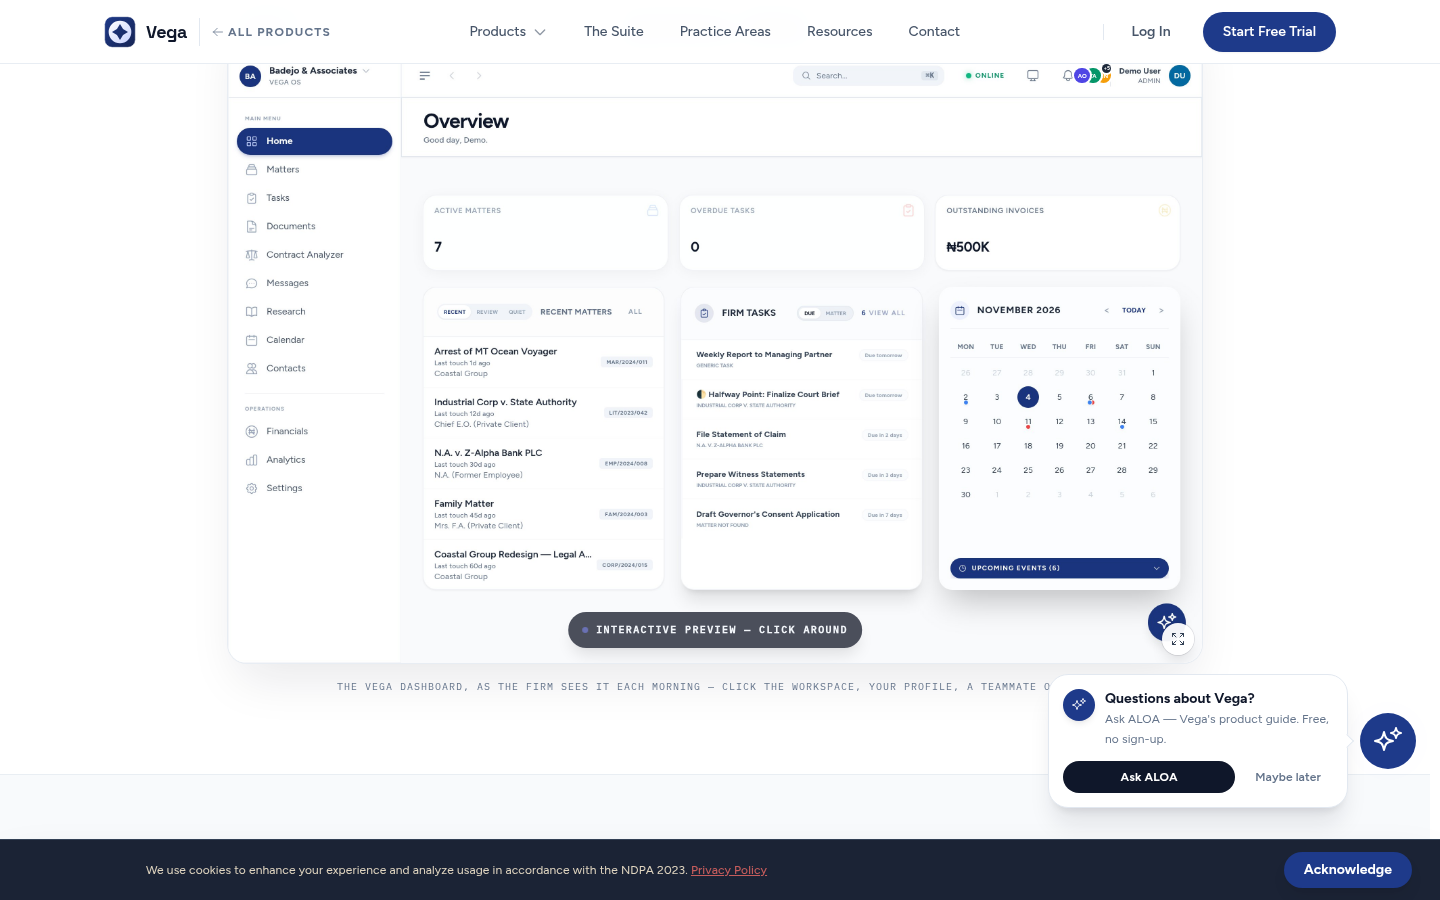 Vega
← ALL PRODUCTS
Products
The Suite
Practice Areas
Resources
Contact
Log In
Start Free Trial
BA
Badejo & Associates
VEGA OS
Search...
⌘K
ONLINE
AO
Demo User
ADMIN
DU
MAIN MENU
Home
Matters
Tasks
Documents
Contract Analyzer
Messages
Research
Calendar
Contacts
OPERATIONS
Financials
Analytics
Settings
Overview
Good day, Demo.
ACTIVE MATTERS
7
OVERDUE TASKS
0
OUTSTANDING INVOICES
₦500K
RECENT
REVIEW
QUIET
RECENT MATTERS
ALL
Arrest of MT Ocean Voyager
Last touch 1d ago
Coastal Group
MAR/2024/011
Industrial Corp v. State Authority
Last touch 12d ago
Chief E.O. (Private Client)
LIT/2023/042
N.A. v. Z-Alpha Bank PLC
Last touch 30d ago
N.A. (Former Employee)
EMP/2024/008
Family Matter
Last touch 45d ago
Mrs. F.A. (Private Client)
FAM/2024/003
Coastal Group Redesign — Legal A...
Last touch 60d ago
Coastal Group
CORP/2024/015
FIRM TASKS
DUE
MATTER
6
VIEW ALL
Weekly Report to Managing Partner
GENERIC TASK
Due tomorrow
🌓 Halfway Point: Finalize Court Brief
INDUSTRIAL CORP V. STATE AUTHORITY
Due tomorrow
File Statement of Claim
N.A. V. Z-ALPHA BANK PLC
Due in 2 days
Prepare Witness Statements
INDUSTRIAL CORP V. STATE AUTHORITY
Due in 3 days
Draft Governor's Consent Application
MATTER NOT FOUND
Due in 7 days
NOVEMBER 2026
< TODAY >
MON TUE WED THU FRI SAT SUN
26 27 28 29 30 31 1
2 3 4 5 6 7 8
9 10 11 12 13 14 15
16 17 18 19 20 21 22
23 24 25 26 27 28 29
30 1 2 3 4 5 6
UPCOMING EVENTS (6)
INTERACTIVE PREVIEW — CLICK AROUND
THE VEGA DASHBOARD, AS THE FIRM SEES IT EACH MORNING — CLICK THE WORKSPACE, YOUR PROFILE, A TEAMMATE
Questions about Vega?
Ask ALOA — Vega's product guide. Free,
no sign-up.
Ask ALOA
Maybe later
We use cookies to enhance your experience and analyze usage in accordance with the NDPA 2023. Privacy Policy
Acknowledge